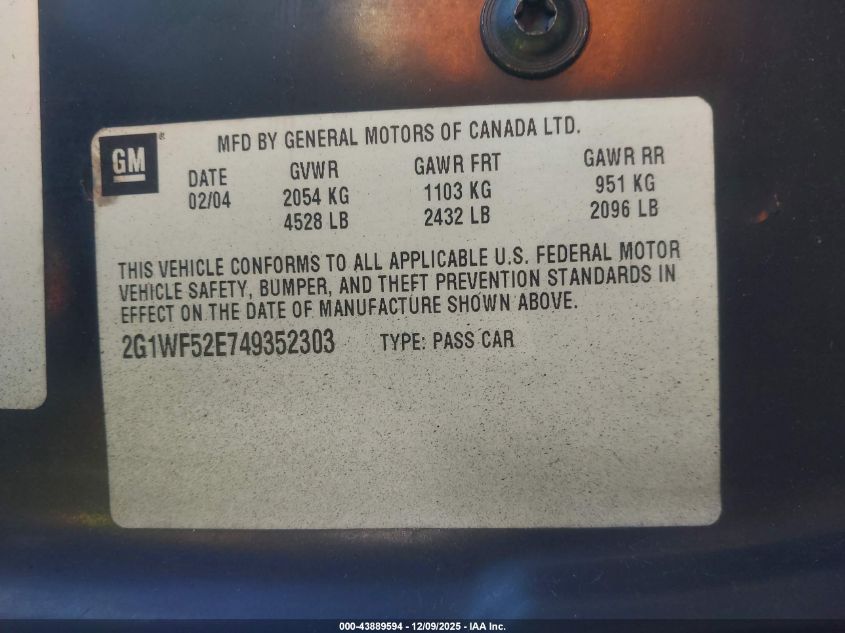 MFD BY GENERAL MOTORS OF CANADA LTD.
GM ®
DATE GVWR GAWR FRT GAWR RR
02/04 2054 KG 1103 KG 951 KG
4528 LB 2432 LB 2096 LB
THIS VEHICLE CONFORMS TO ALL APPLICABLE U.S. FEDERAL MOTOR
VEHICLE SAFETY, BUMPER, AND THEFT PREVENTION STANDARDS IN
EFFECT ON THE DATE OF MANUFACTURE SHOWN ABOVE.
2G1WF52E749352303 TYPE: PASS CAR
000-43889594 - 12/09/2025 - IAA Inc.